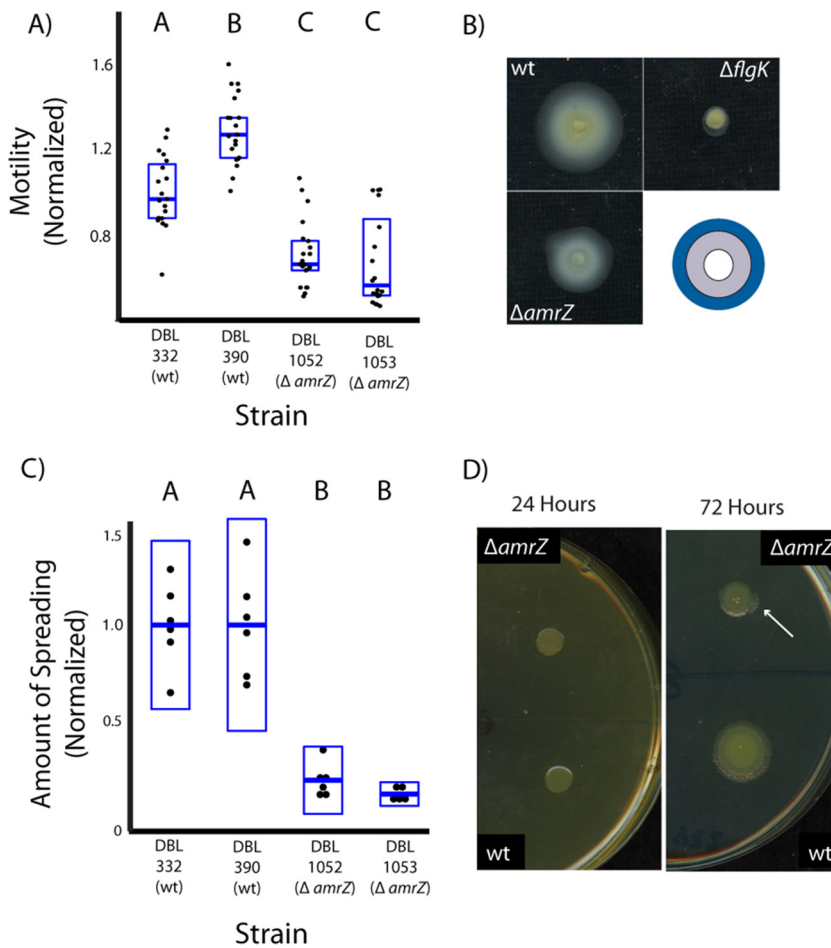 A)
A B C C
1.6
1.2
0.8
Motility
(Normalized)
DBL 332 (wt)
DBL 390 (wt)
DBL 1052 (Δ amrZ)
DBL 1053 (Δ amrZ)
Strain
B)
wt
ΔflgK
ΔamrZ
C)
A A B B
1.5
1.0
0.5
0
Amount of Spreading
(Normalized)
DBL 332 (wt)
DBL 390 (wt)
DBL 1052 (Δ amrZ)
DBL 1053 (Δ amrZ)
Strain
D)
24 Hours
72 Hours
ΔamrZ
ΔamrZ
wt
wt